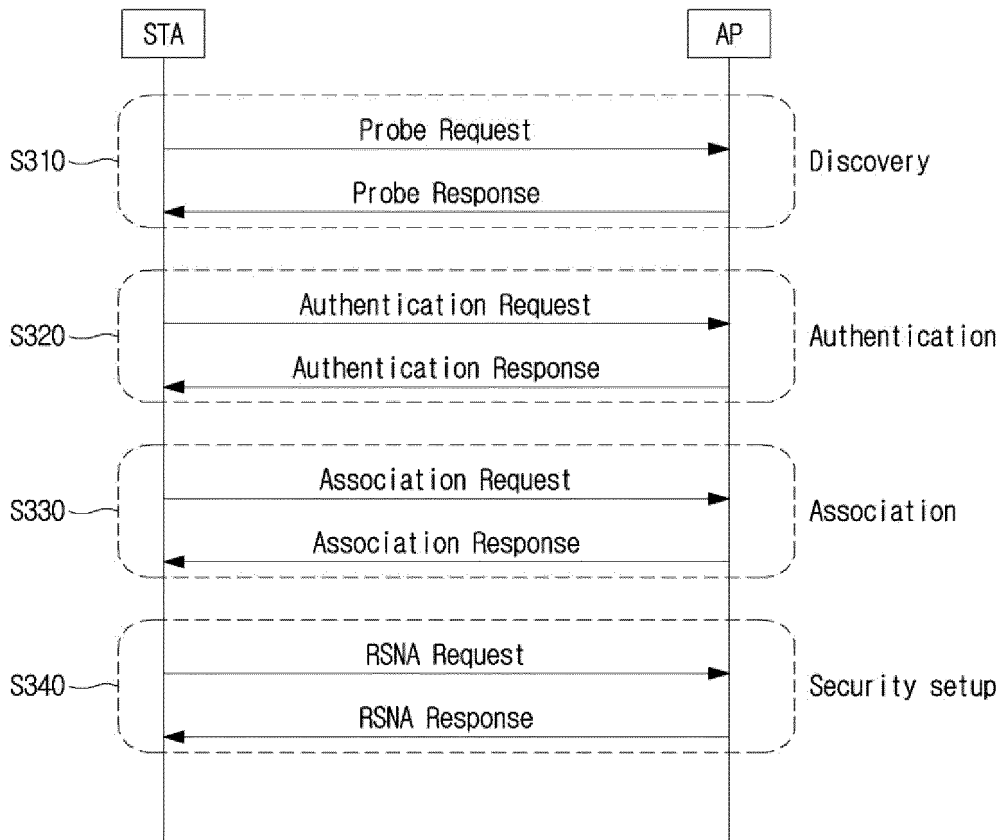 STA
AP
Probe Request
S310
Discovery
Probe Response
Authentication Request
S320
Authentication
Authentication Response
Association Request
S330
Association
Association Response
RSNA Request
S340
Security setup
RSNA Response